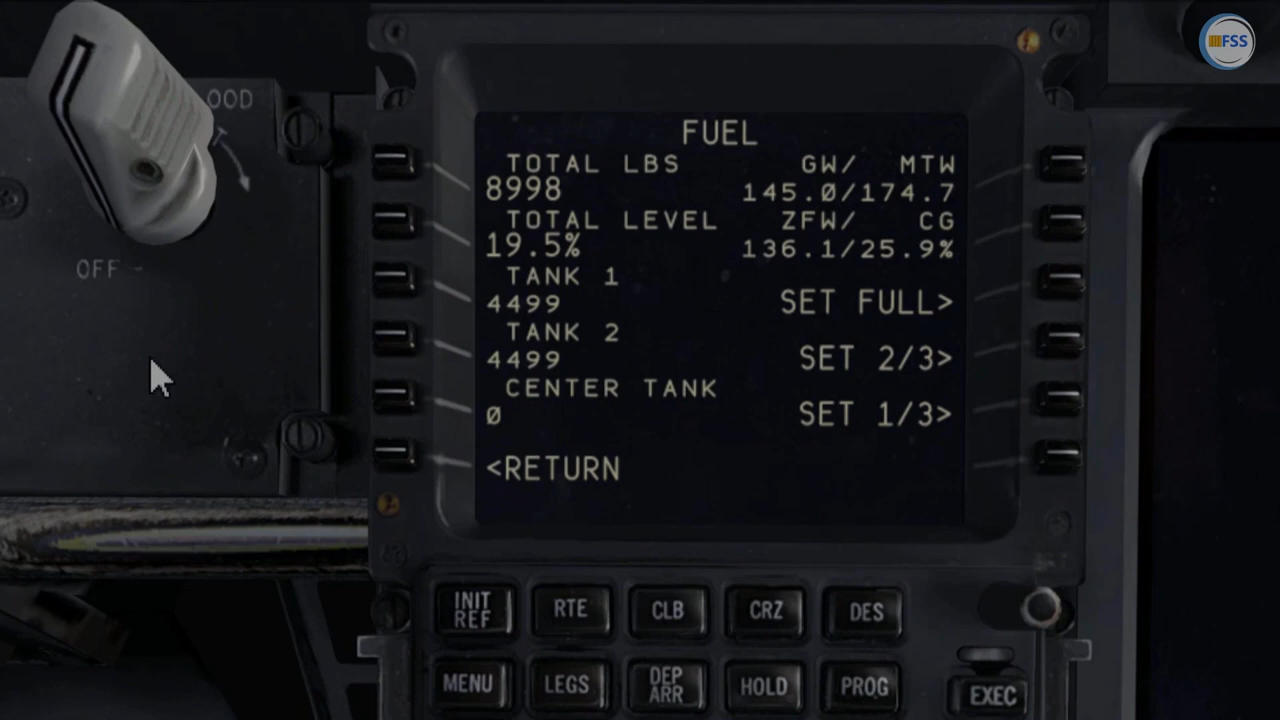 FSS
OOD
OFF -
FUEL
TOTAL LBS GW/ MTW
8998 145.0/174.7
TOTAL LEVEL ZFW/ CG
19.5% 136.1/25.9%
TANK 1
4499 SET FULL>
TANK 2
4499 SET 2/3>
CENTER TANK
0 SET 1/3>
<RETURN
INIT REF RTE CLB CRZ DES
MENU LEGS DEP ARR HOLD PROG EXEC